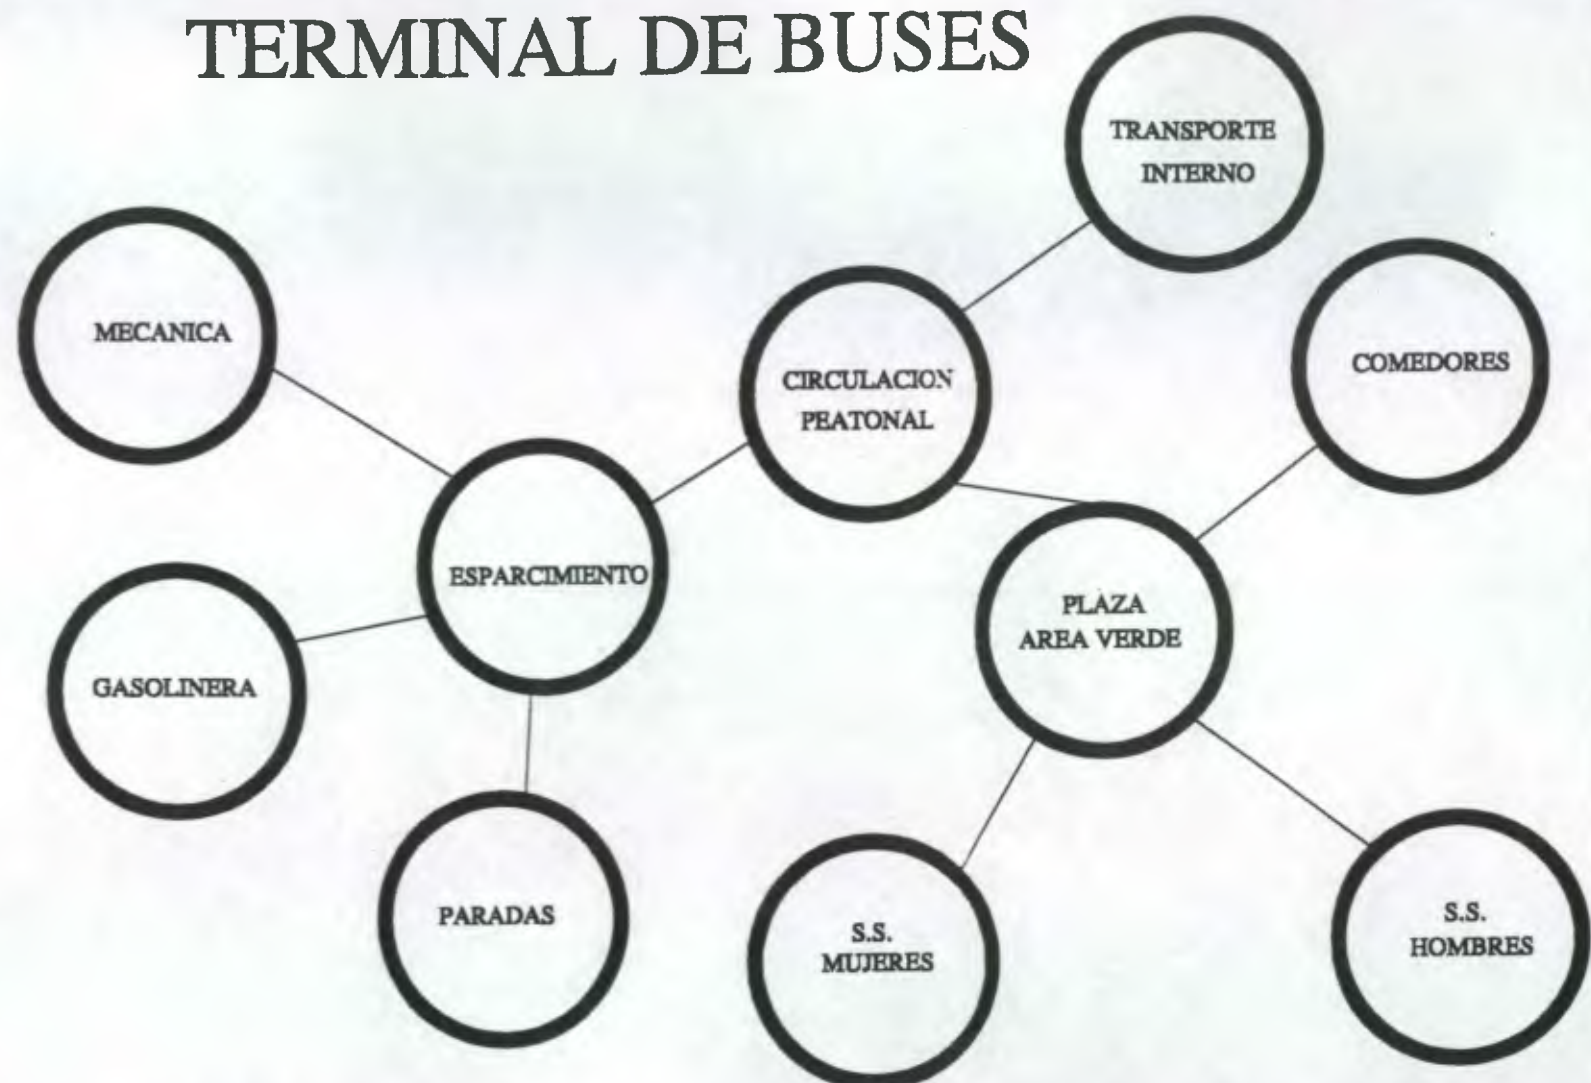 TERMINAL DE BUSES
TRANSPORTE
INTERNO
MECANICA
CIRCULACION
PEATONAL
COMEDORES
ESPARCIMIENTO
PLAZA
AREA VERDE
GASOLINERA
PARADAS
S.S.
MUJERES
S.S.
HOMBRES